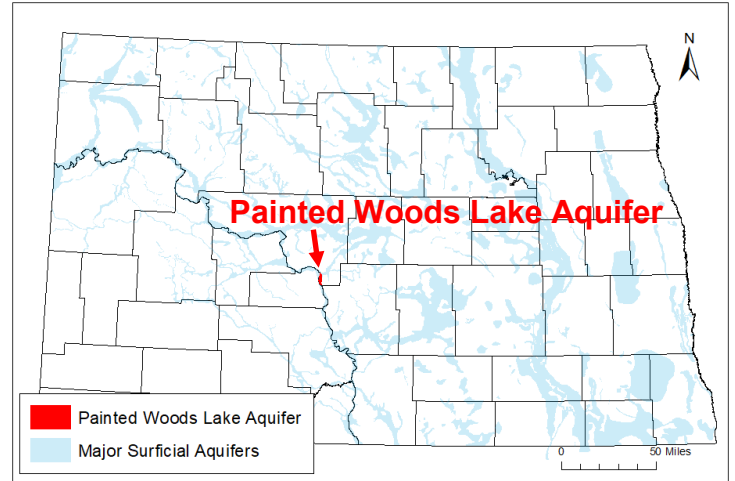 N
Painted Woods Lake Aquifer
Painted Woods Lake Aquifer
Major Surficial Aquifers
0 50 Miles